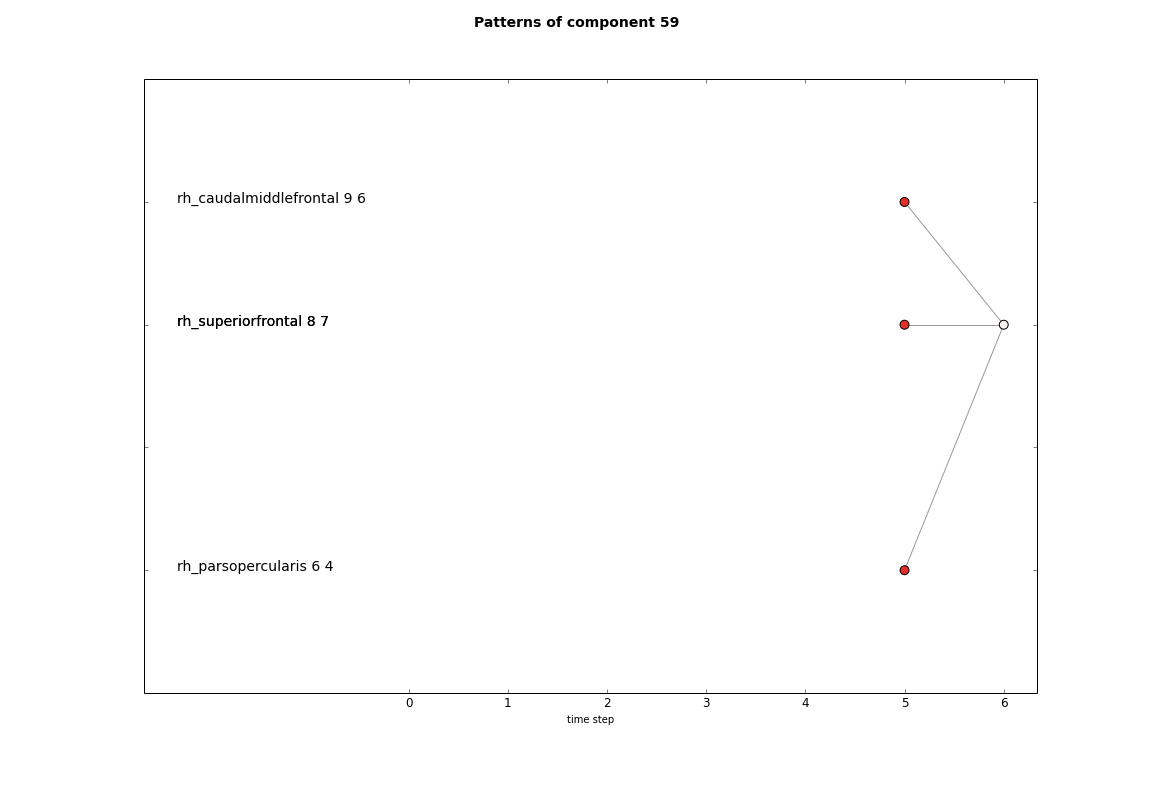 Patterns of component 59
rh_caudalmiddlefrontal 9 6
rh_superiorfrontal 8 7
rh_parsopercularis 6 4
0 1 2 3 4 5 6
time step